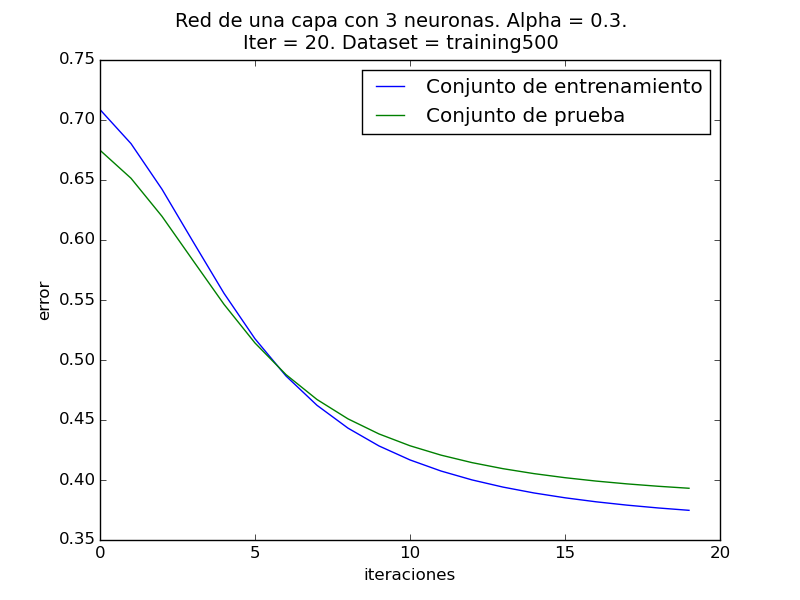 Red de una capa con 3 neuronas. Alpha = 0.3.
Iter = 20. Dataset = training500
Conjunto de entrenamiento
Conjunto de prueba
0.75
0.70
0.65
0.60
0.55
0.50
0.45
0.40
0.35
error
0
5
10
15
20
iteraciones